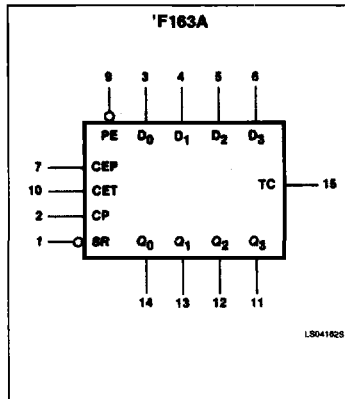 'F163A
9 3 4 5 6
PE D0 D1 D2 D3
7 CEP
10 CET
TC 15
2 CP
1 SR Q0 Q1 Q2 Q3
14 13 12 11
LS04162S